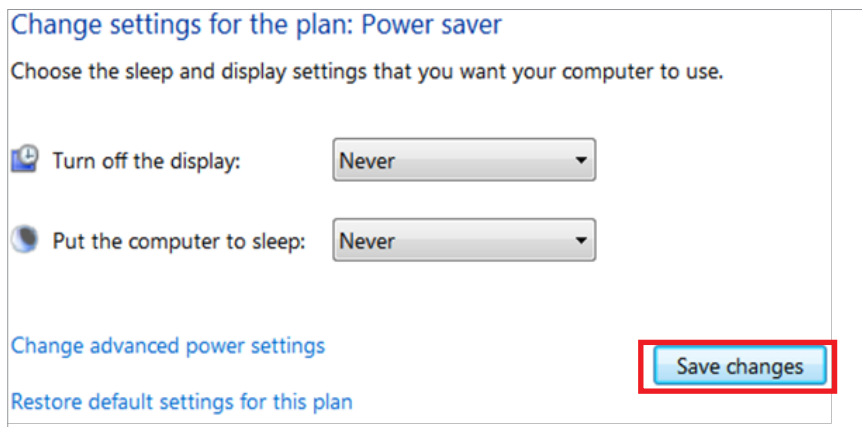 Change settings for the plan: Power saver
Choose the sleep and display settings that you want your computer to use.
Turn off the display: Never
Put the computer to sleep: Never
Change advanced power settings
Save changes
Restore default settings for this plan